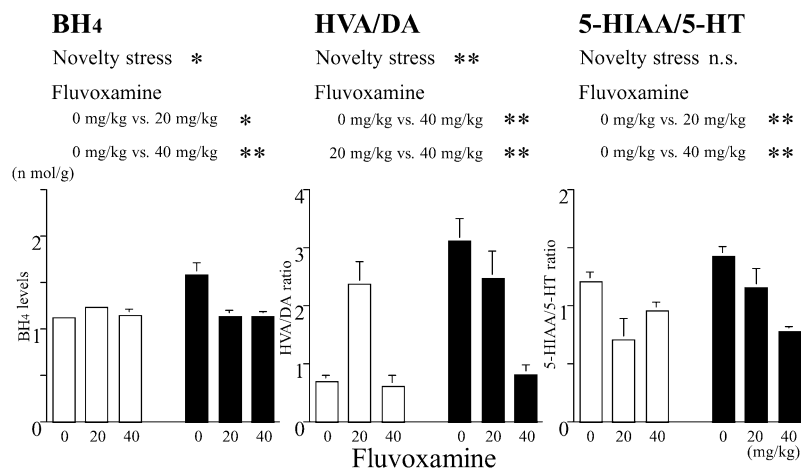 BH4
Novelty stress *
Fluvoxamine
0 mg/kg vs. 20 mg/kg *
0 mg/kg vs. 40 mg/kg **
(n mol/g)
2
1
0
BH4 levels
0 20 40 0 20 40
HVA/DA
Novelty stress **
Fluvoxamine
0 mg/kg vs. 40 mg/kg **
20 mg/kg vs. 40 mg/kg **
4
3
2
1
0
HVA/DA ratio
0 20 40 0 20 40
5-HIAA/5-HT
Novelty stress n.s.
Fluvoxamine
0 mg/kg vs. 20 mg/kg **
0 mg/kg vs. 40 mg/kg **
2
1
0
5-HIAA/5-HT ratio
0 20 40 0 20 40
(mg/kg)
Fluvoxamine